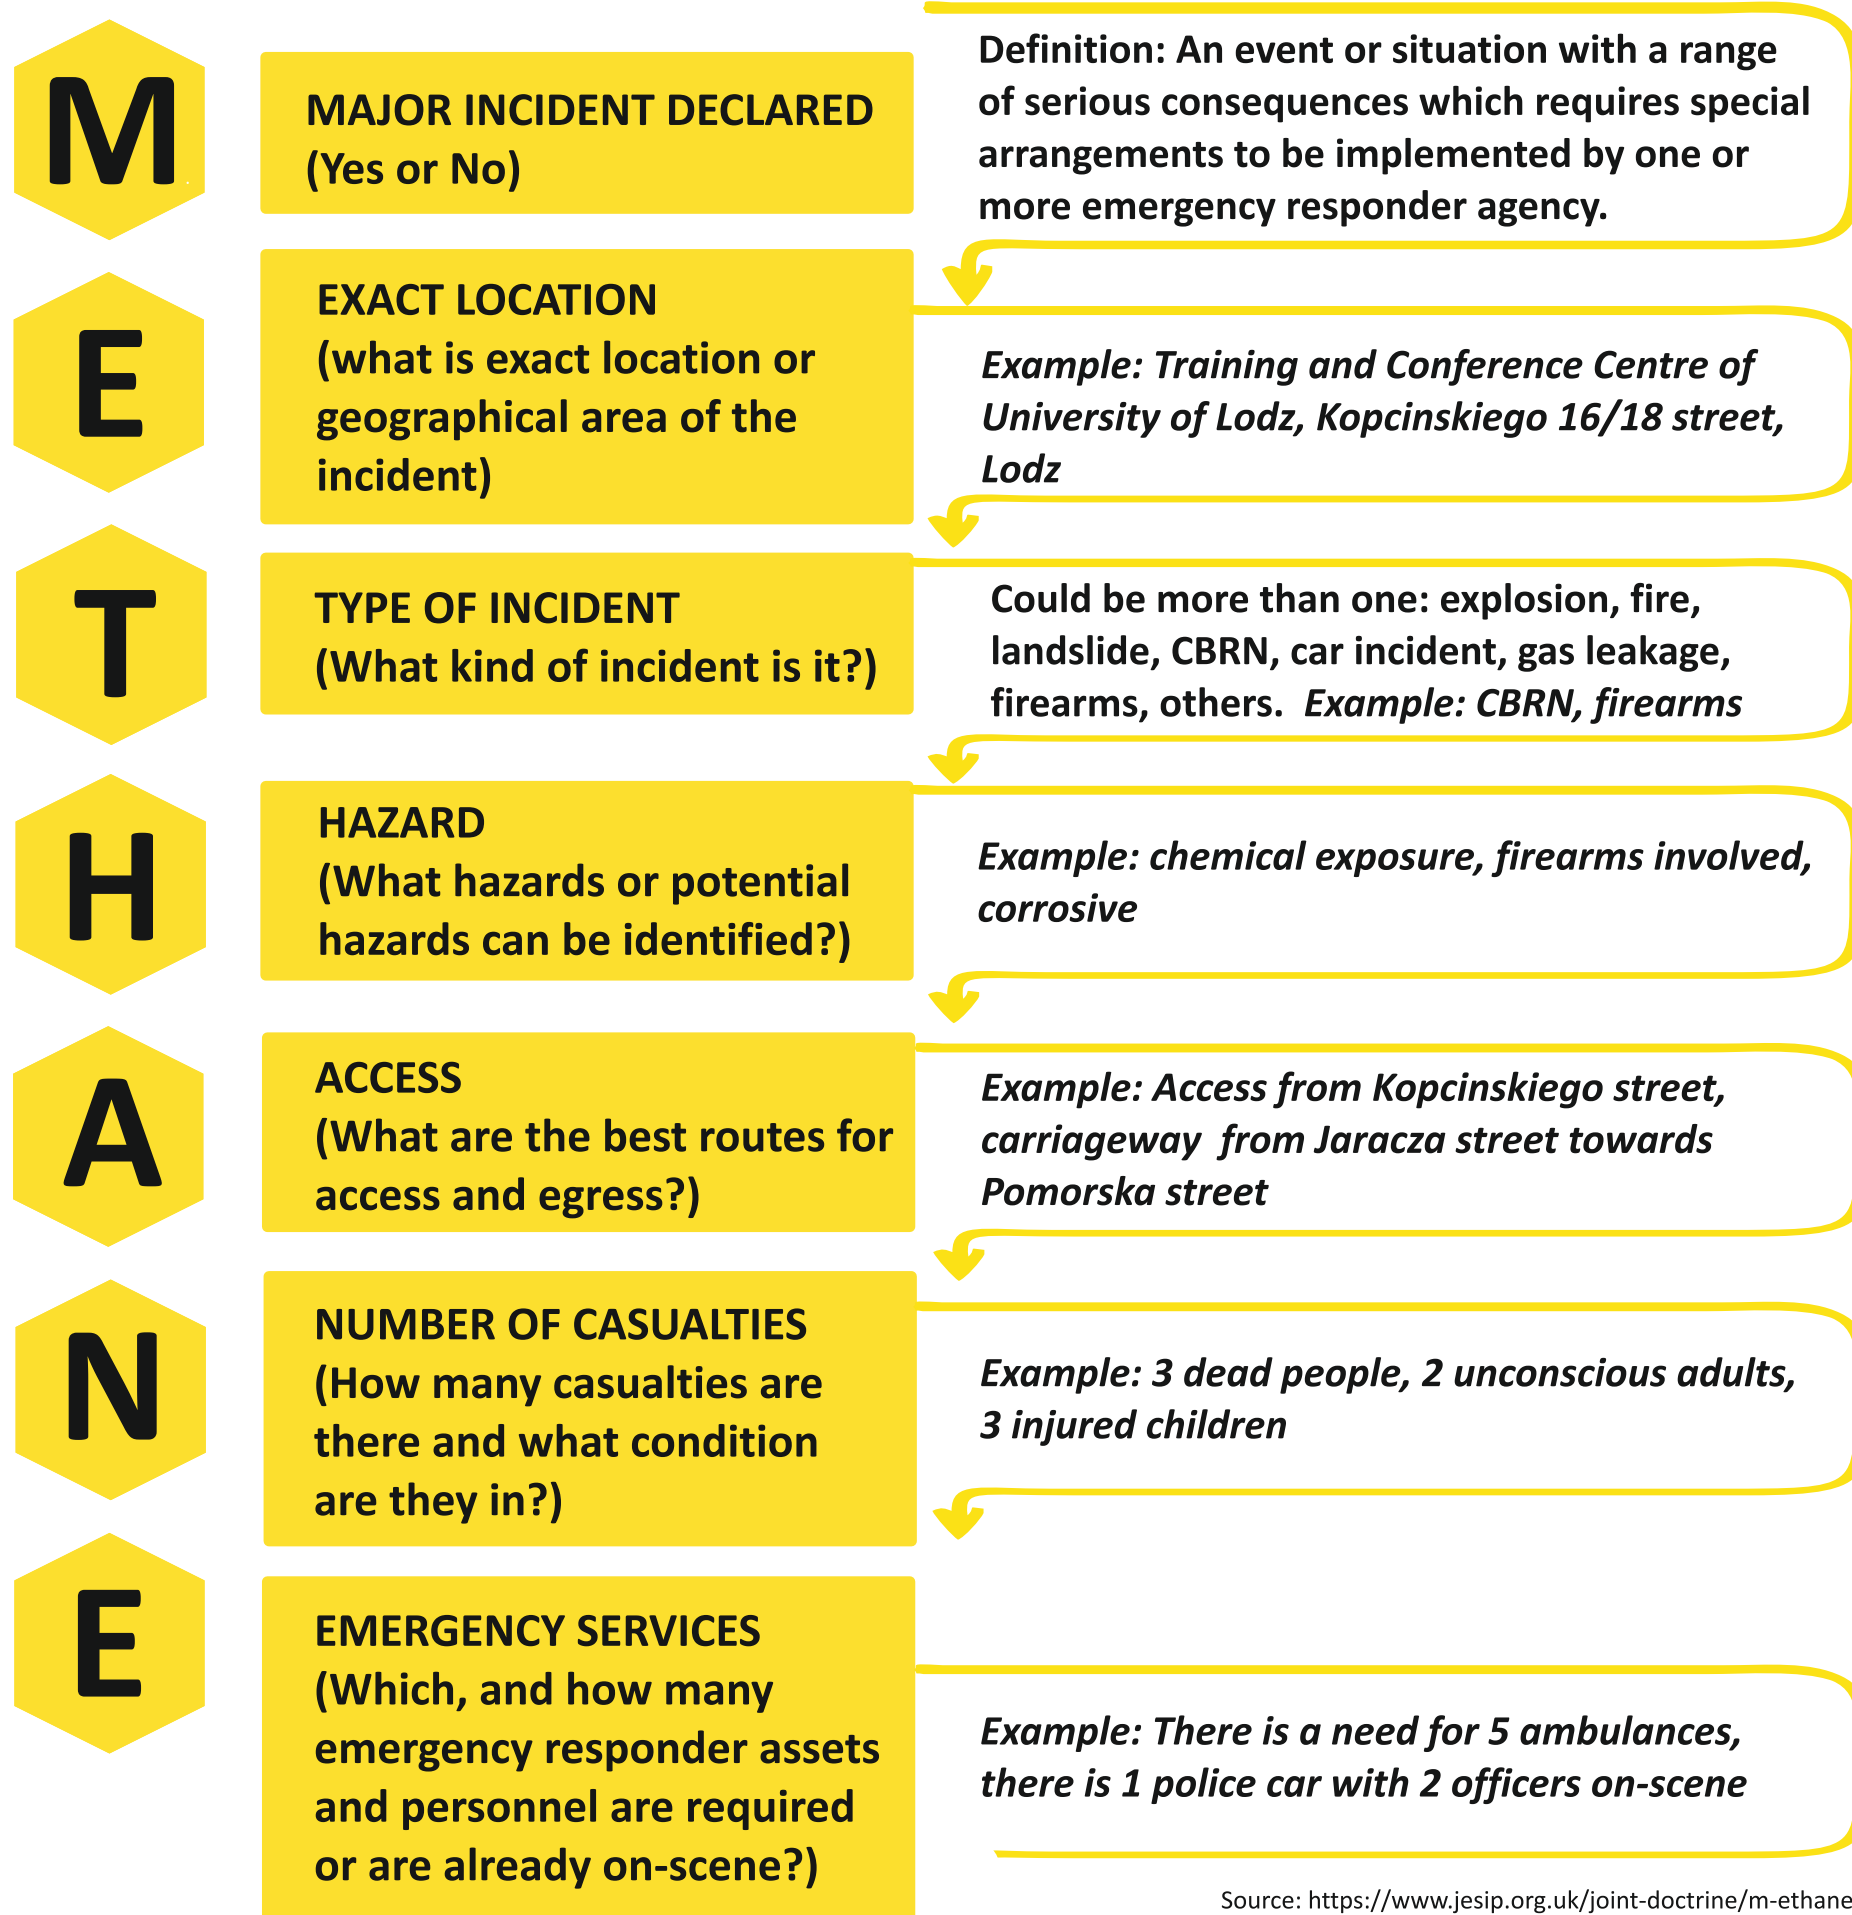 M
MAJOR INCIDENT DECLARED
(Yes or No)
Definition: An event or situation with a range
of serious consequences which requires special
arrangements to be implemented by one or
more emergency responder agency.
E
EXACT LOCATION
(what is exact location or
geographical area of the
incident)
Example: Training and Conference Centre of
University of Lodz, Kopcinskiego 16/18 street,
Lodz
T
TYPE OF INCIDENT
(What kind of incident is it?)
Could be more than one: explosion, fire,
landslide, CBRN, car incident, gas leakage,
firearms, others. Example: CBRN, firearms
H
HAZARD
(What hazards or potential
hazards can be identified?)
Example: chemical exposure, firearms involved,
corrosive
A
ACCESS
(What are the best routes for
access and egress?)
Example: Access from Kopcinskiego street,
carriageway from Jaracza street towards
Pomorska street
N
NUMBER OF CASUALTIES
(How many casualties are
there and what condition
are they in?)
Example: 3 dead people, 2 unconscious adults,
3 injured children
E
EMERGENCY SERVICES
(Which, and how many
emergency responder assets
and personnel are required
or are already on-scene?)
Example: There is a need for 5 ambulances,
there is 1 police car with 2 officers on-scene
Source: https://www.jesip.org.uk/joint-doctrine/m-ethane